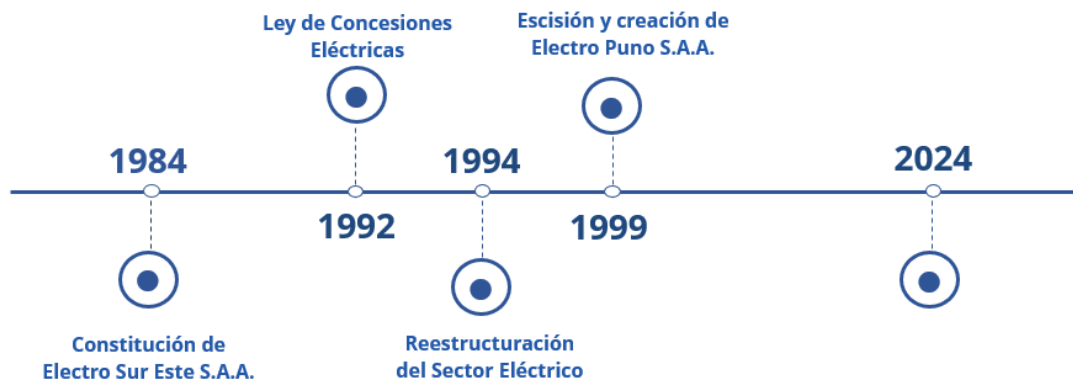 Ley de Concesiones
Eléctricas
Escisión y creación de
Electro Puno S.A.A.
1984
1994
2024
1992
1999
Constitución de
Electro Sur Este S.A.A.
Reestructuración
del Sector Eléctrico